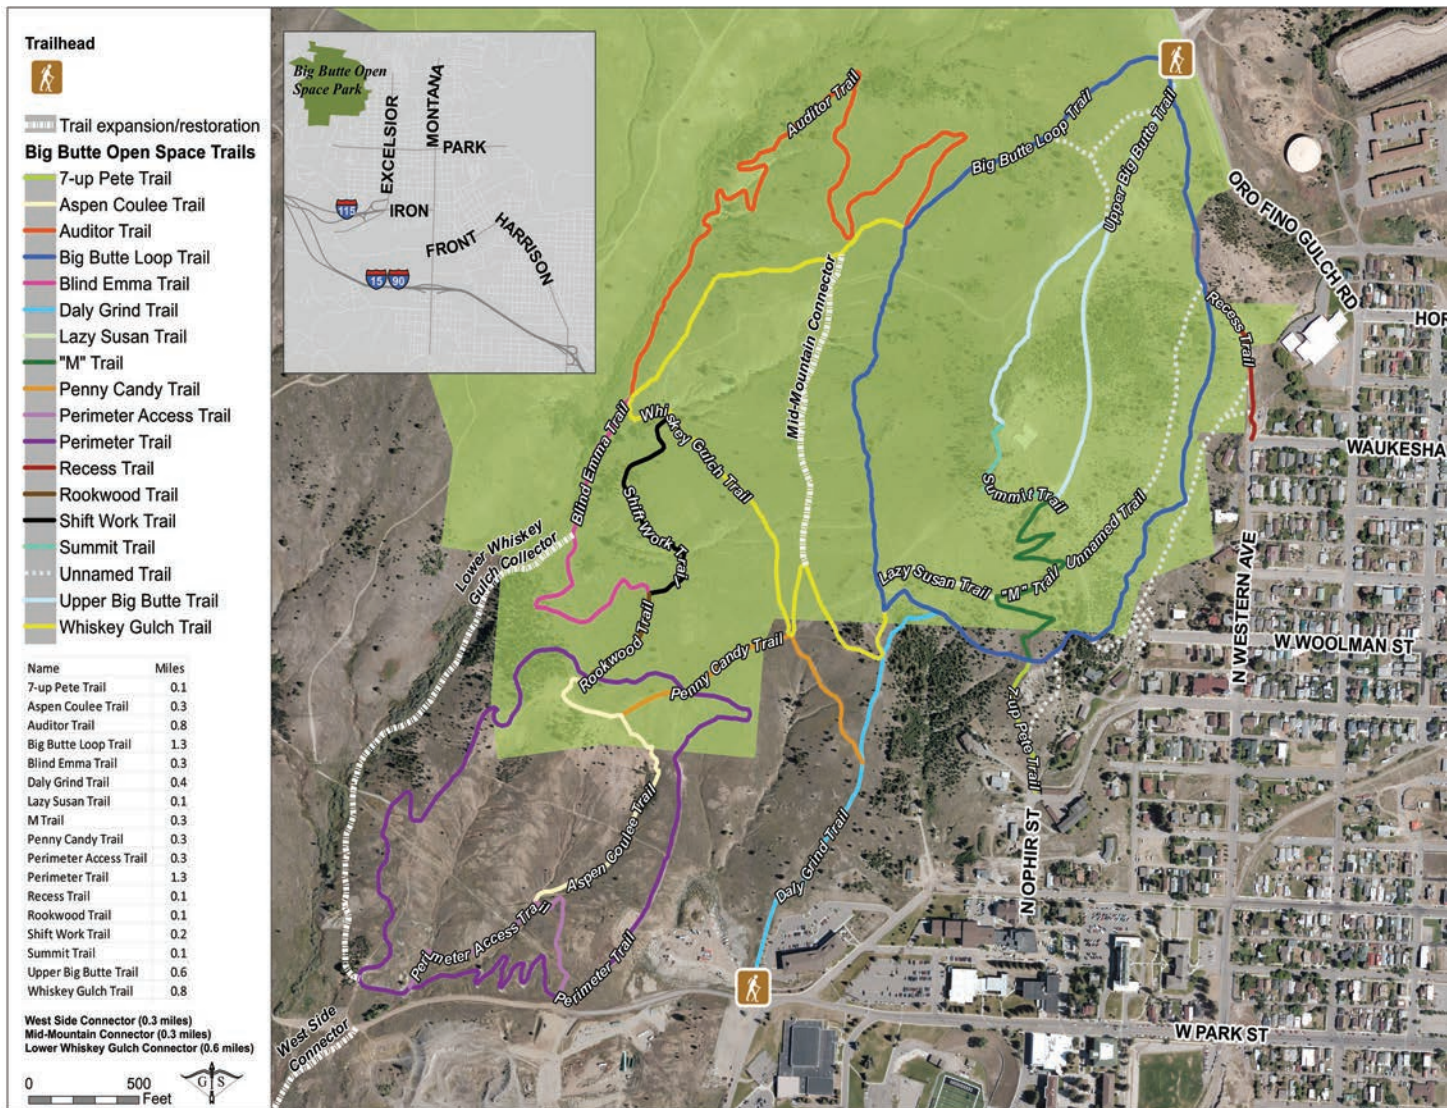 Trailhead
Trail expansion/restoration
Big Butte Open Space Trails
7-up Pete Trail
Aspen Coulee Trail
Auditor Trail
Big Butte Loop Trail
Blind Emma Trail
Daly Grind Trail
Lazy Susan Trail
"M" Trail
Penny Candy Trail
Perimeter Access Trail
Perimeter Trail
Recess Trail
Rookwood Trail
Shift Work Trail
Summit Trail
Unnamed Trail
Upper Big Butte Trail
Whiskey Gulch Trail
Name Miles
7-up Pete Trail 0.1
Aspen Coulee Trail 0.3
Auditor Trail 0.8
Big Butte Loop Trail 1.3
Blind Emma Trail 0.3
Daly Grind Trail 0.4
Lazy Susan Trail 0.1
M Trail 0.3
Penny Candy Trail 0.3
Perimeter Access Trail 0.3
Perimeter Trail 1.3
Recess Trail 0.1
Rookwood Trail 0.1
Shift Work Trail 0.2
Summit Trail 0.1
Upper Big Butte Trail 0.6
Whiskey Gulch Trail 0.8
West Side Connector (0.3 miles)
Mid-Mountain Connector (0.3 miles)
Lower Whiskey Gulch Connector (0.6 miles)
0 500
Feet
G S
Big Butte Open
Space Park
EXCELSIOR
MONTANA
PARK
115
IRON
FRONT
HARRISON
15 90
Auditor Trail
Big Butte Loop Trail
Upper Big Butte Trail
ORO FINO GULCH RD
Recess Trail
HOR
Mid-Mountain Connector
Whiskey Gulch Trail
Blind Emma Trail
WAUKESHA
Shift Work Trail
Summit Trail
Lower Whiskey
Gulch Collector
Lazy Susan Trail
"M" Trail
Unnamed Trail
N WESTERN AVE
Rookwood Trail
Penny Candy Trail
W WOOLMAN ST
7-up Pete Trail
Aspen Coulee Trail
Daly Grind Trail
N NOPHIR ST
Perimeter Access Trail
Perimeter Trail
West Side
Connector
W PARK ST